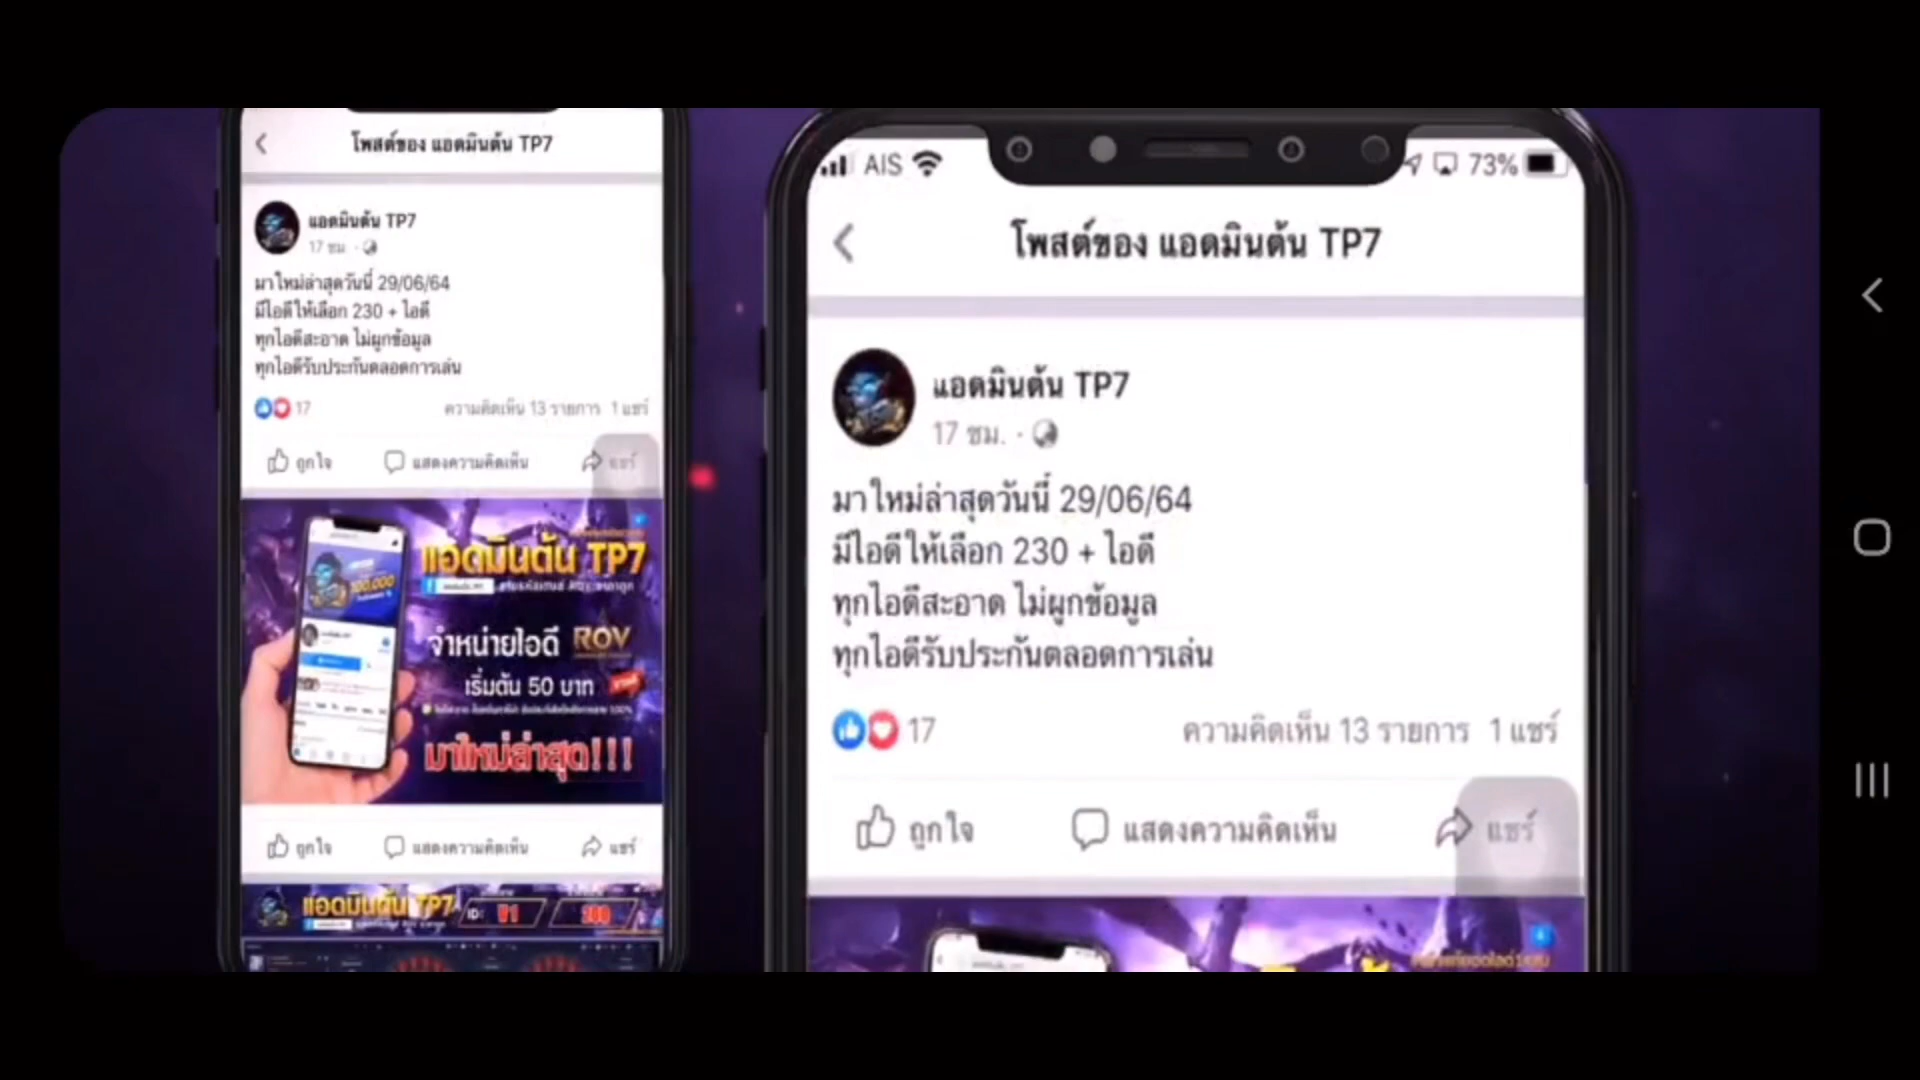 โพสต์ของ แอดมินต้น TP7
แอดมินต้น TP7
17 ชม.
มาใหม่ล่าสุดวันนี้ 29/06/64
มีไอดีให้เลือก 230 + ไอดี
ทุกไอดีสะอาด ไม่ผูกข้อมูล
ทุกไอดีรับประกันตลอดการเล่น
17
ความคิดเห็น 13 รายการ 1 แชร์
ถูกใจ
แสดงความคิดเห็น
แชร์
แอดมินต้น TP7
100,000
จำหน่ายไอดี ROV
เริ่มต้น 50 บาท
มาใหม่ล่าสุด!!!
ถูกใจ
แสดงความคิดเห็น
แชร์
แอดมินต้น TP7
ID:
AIS
73%
โพสต์ของ แอดมินต้น TP7
แอดมินต้น TP7
17 ชม.
มาใหม่ล่าสุดวันนี้ 29/06/64
มีไอดีให้เลือก 230 + ไอดี
ทุกไอดีสะอาด ไม่ผูกข้อมูล
ทุกไอดีรับประกันตลอดการเล่น
17
ความคิดเห็น 13 รายการ 1 แชร์
ถูกใจ
แสดงความคิดเห็น
แชร์